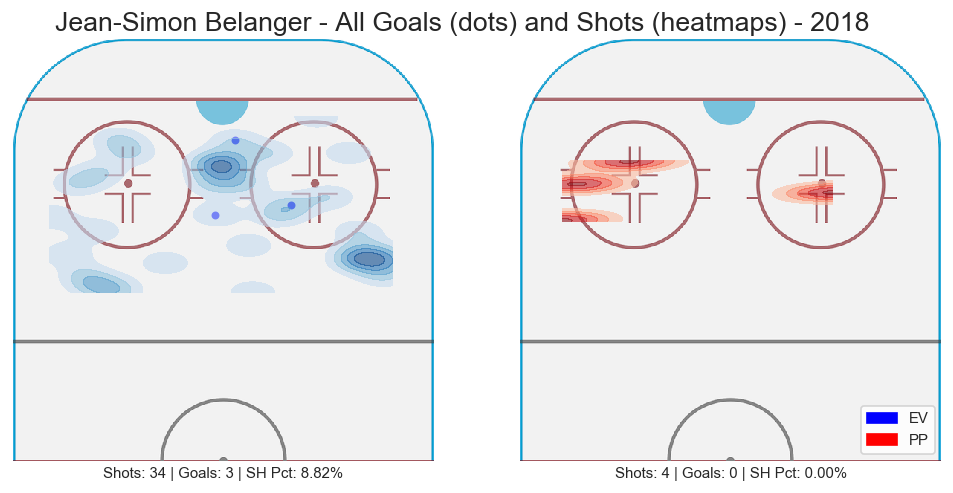 Jean-Simon Belanger - All Goals (dots) and Shots (heatmaps) - 2018
EV
PP
Shots: 34 | Goals: 3 | SH Pct: 8.82%
Shots: 4 | Goals: 0 | SH Pct: 0.00%